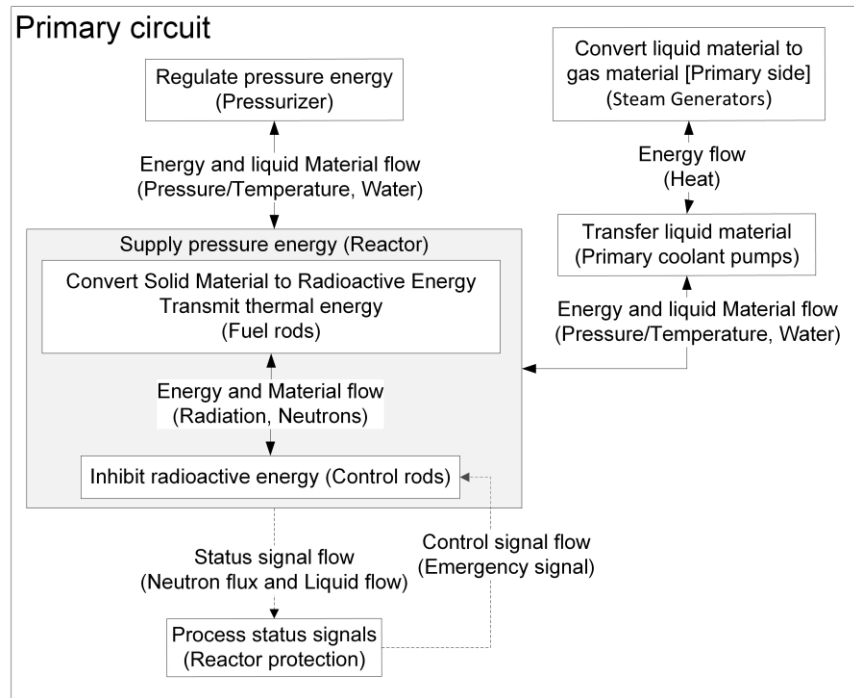 Primary circuit
Regulate pressure energy
(Pressurizer)
Convert liquid material to
gas material [Primary side]
(Steam Generators)
Energy and liquid Material flow
(Pressure/Temperature, Water)
Energy flow
(Heat)
Supply pressure energy (Reactor)
Transfer liquid material
(Primary coolant pumps)
Convert Solid Material to Radioactive Energy
Transmit thermal energy
(Fuel rods)
Energy and liquid Material flow
(Pressure/Temperature, Water)
Energy and Material flow
(Radiation, Neutrons)
Inhibit radioactive energy (Control rods)
Status signal flow
(Neutron flux and Liquid flow)
Control signal flow
(Emergency signal)
Process status signals
(Reactor protection)